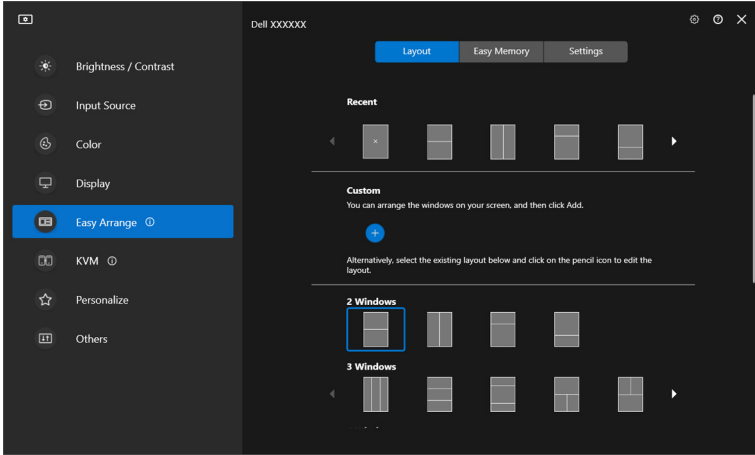 Dell XXXXXX
Brightness / Contrast
Input Source
Color
Display
Easy Arrange
KVM
Personalize
Others
Layout
Easy Memory
Settings
Recent
Custom
You can arrange the windows on your screen, and then click Add.
Alternatively, select the existing layout below and click on the pencil icon to edit the
layout.
2 Windows
3 Windows